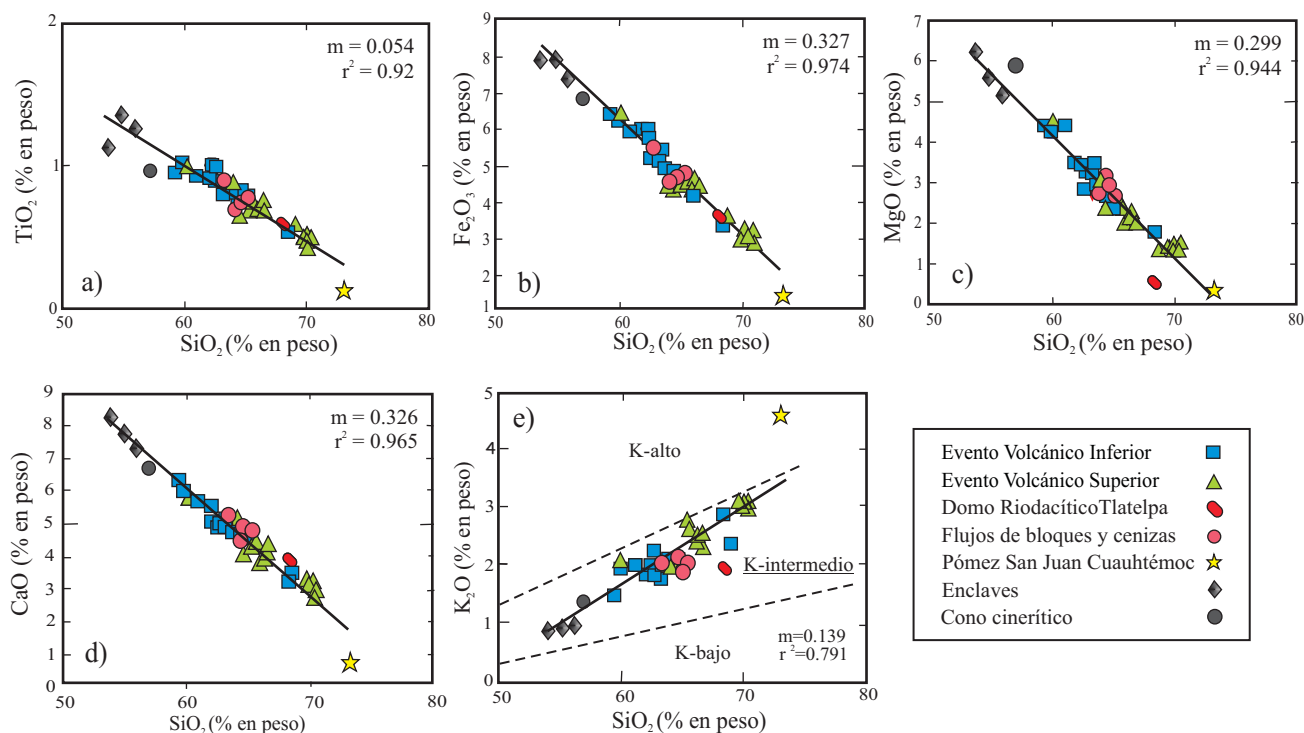 m = 0.054
r² = 0.92
2
1
0
TiO₂ (% en peso)
a)
50 60 70 80
SiO₂ (% en peso)
m = 0.327
r² = 0.974
9
8
7
6
5
4
3
2
1
Fe₂O₃ (% en peso)
b)
50 60 70 80
SiO₂ (% en peso)
m = 0.299
r² = 0.944
7
6
5
4
3
2
1
0
MgO (% en peso)
c)
50 60 70 80
SiO₂ (% en peso)
m = 0.326
r² = 0.965
9
8
7
6
5
4
3
2
1
0
CaO (% en peso)
d)
50 60 70 80
SiO₂ (% en peso)
e)
5
4
3
2
1
0
K₂O (% en peso)
K-alto
K-intermedio
K-bajo
m=0.139
r²=0.791
50 60 70 80
SiO₂ (% en peso)
Evento Volcánico Inferior
Evento Volcánico Superior
Domo RiodacíticoTlatelpa
Flujos de bloques y cenizas
Pómez San Juan Cuauhtémoc
Enclaves
Cono cinerítico